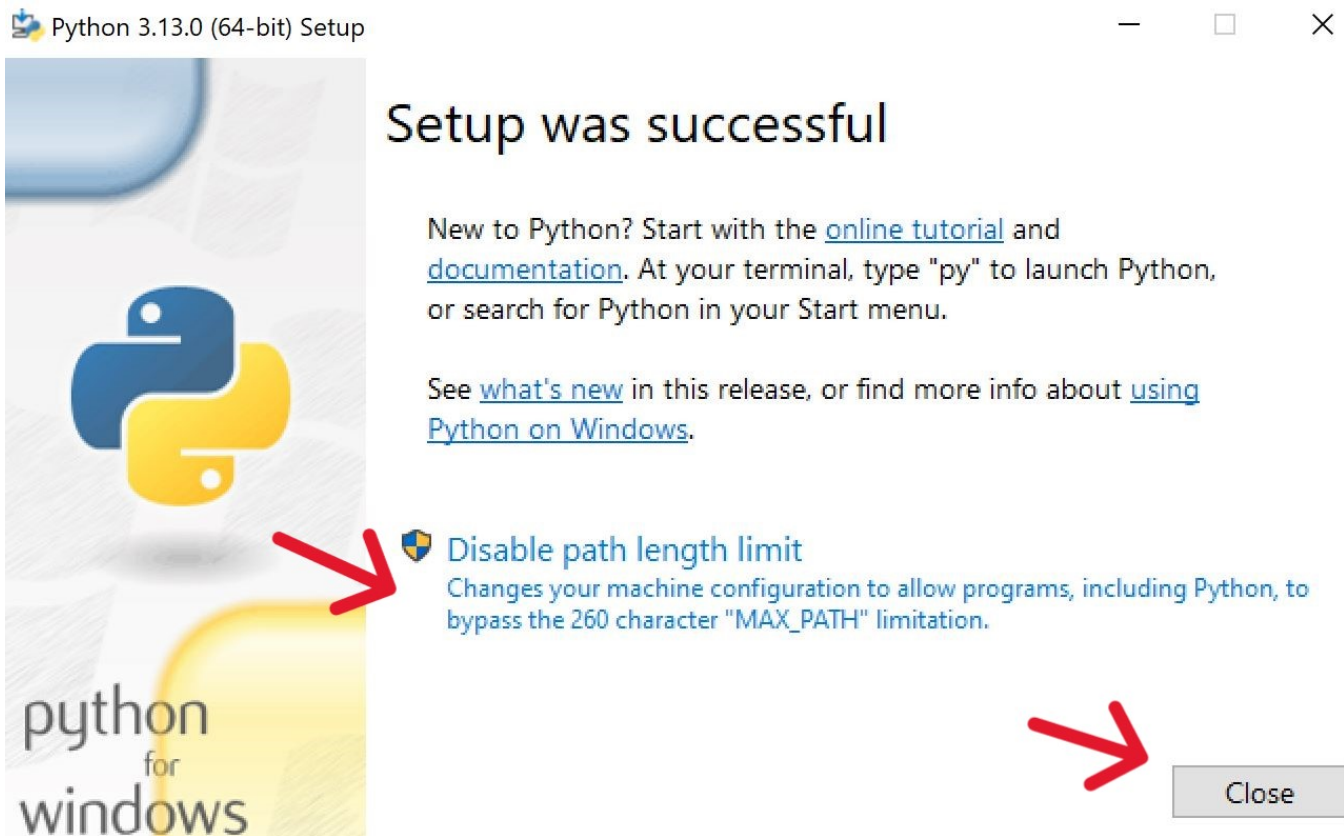 Python 3.13.0 (64-bit) Setup
Setup was successful
New to Python? Start with the online tutorial and
documentation. At your terminal, type "py" to launch Python,
or search for Python in your Start menu.
See what's new in this release, or find more info about using
Python on Windows.
Disable path length limit
Changes your machine configuration to allow programs, including Python, to
bypass the 260 character "MAX_PATH" limitation.
python
for
windows
Close